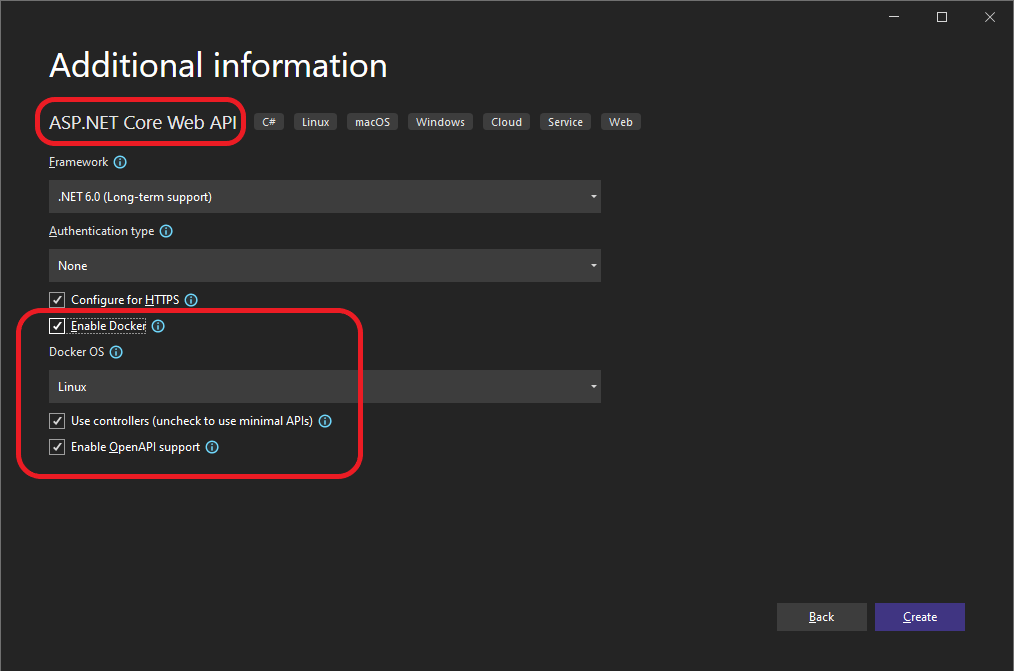 Additional information
ASP.NET Core Web API C# Linux macOS Windows Cloud Service Web
Framework
.NET 6.0 (Long-term support)
Authentication type
None
Configure for HTTPS
Enable Docker
Docker OS
Linux
Use controllers (uncheck to use minimal APIs)
Enable OpenAPI support
Back Create